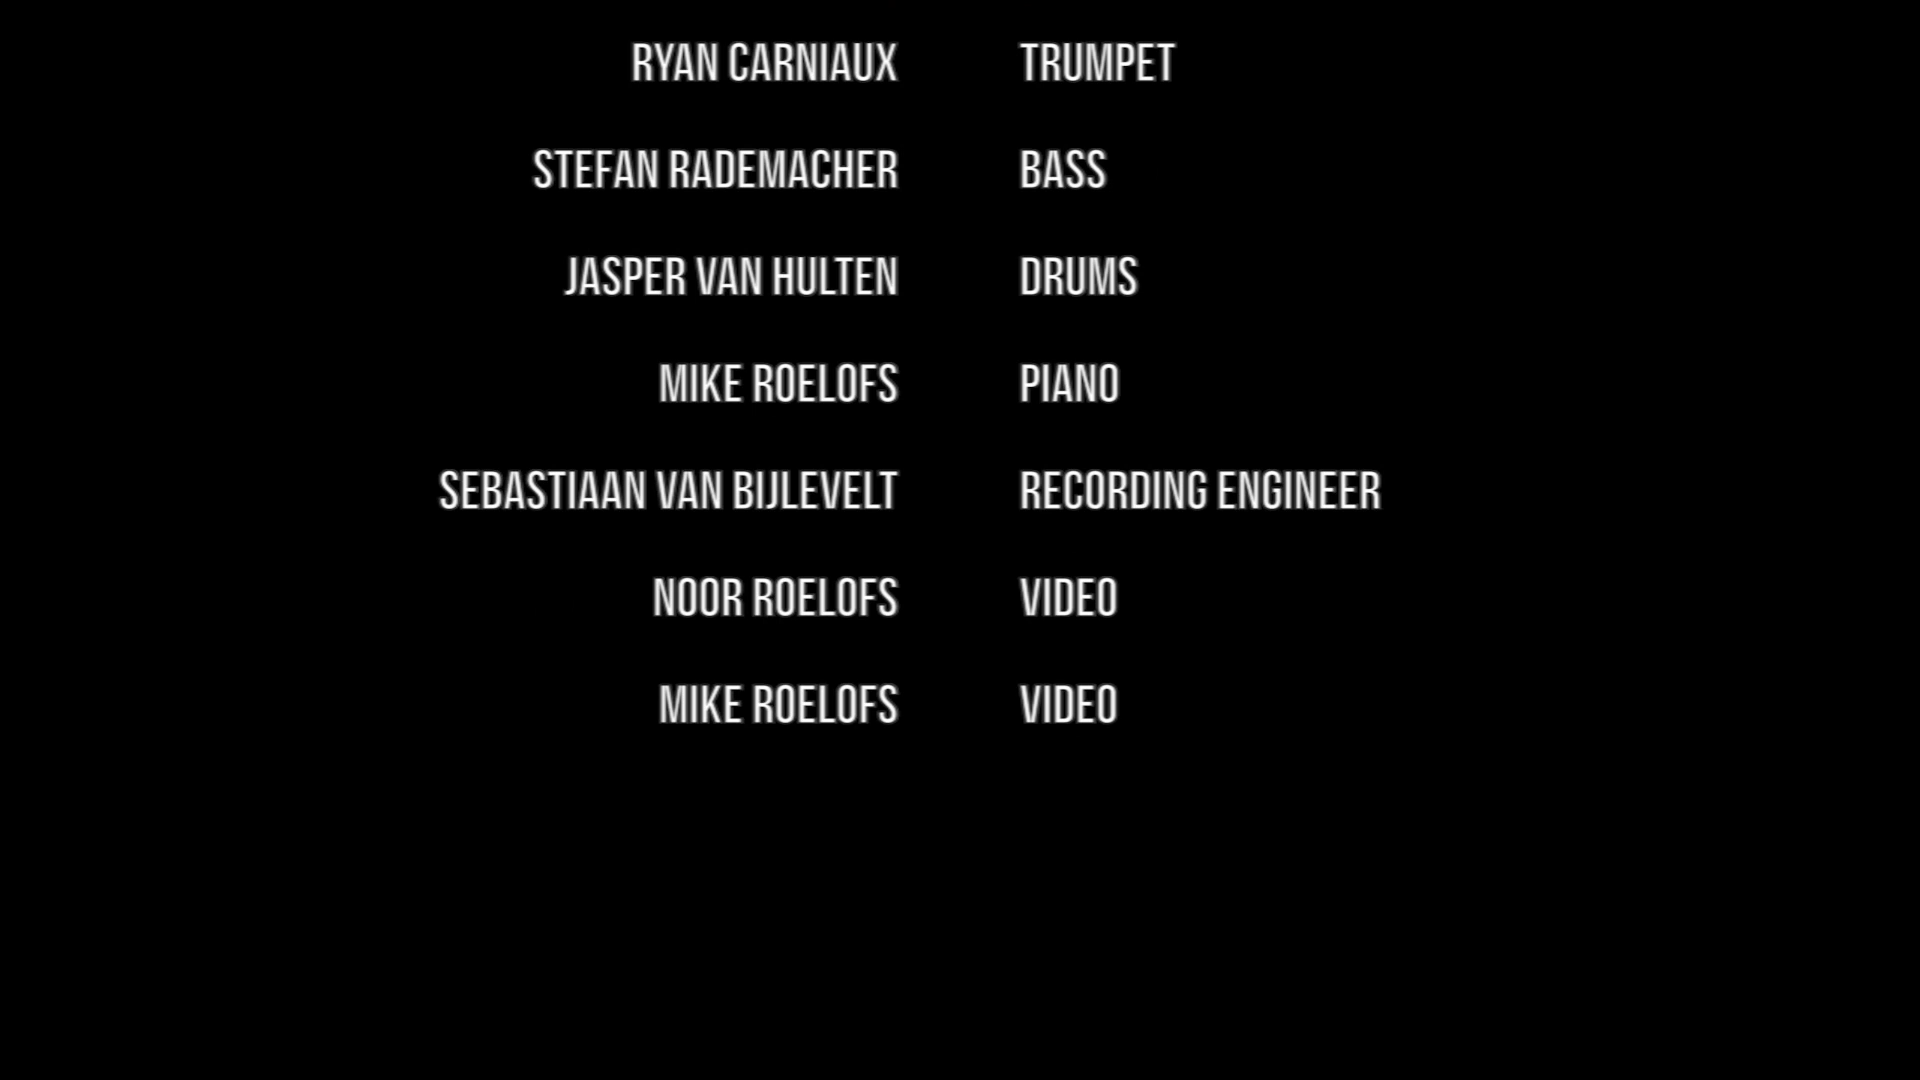 RYAN CARNIAUX TRUMPET
STEFAN RADEMACHER BASS
JASPER VAN HULTEN DRUMS
MIKE ROELOFS PIANO
SEBASTIAAN VAN BIJLEVELT RECORDING ENGINEER
NOOR ROELOFS VIDEO
MIKE ROELOFS VIDEO